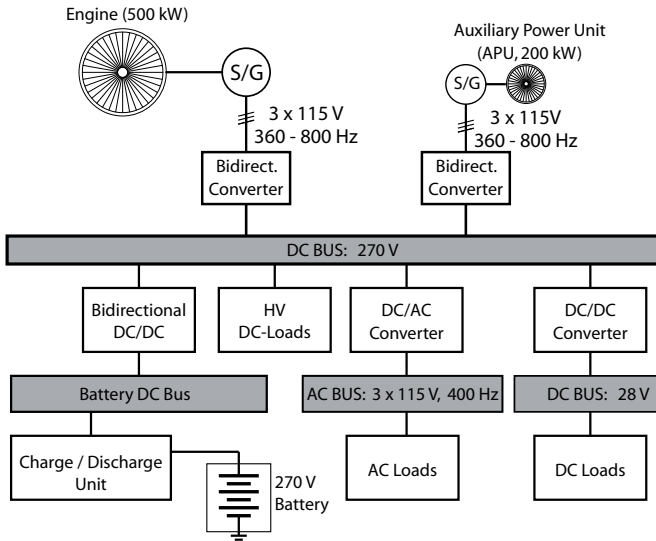 Engine (500 kW)
Auxiliary Power Unit
(APU, 200 kW)
S/G
S/G
3 x 115 V
360 - 800 Hz
3 x 115V
360 - 800 Hz
Bidirect.
Converter
Bidirect.
Converter
DC BUS: 270 V
Bidirectional
DC/DC
HV
DC-Loads
DC/AC
Converter
DC/DC
Converter
Battery DC Bus
AC BUS: 3 x 115 V, 400 Hz
DC BUS: 28 V
Charge / Discharge
Unit
270 V
Battery
AC Loads
DC Loads